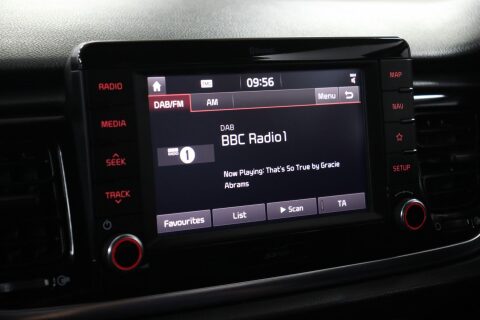 RADIO
MEDIA
SEEK
TRACK
09:56
DAB/FM
AM
Menu
DAB
BBC Radio1
1
Now Playing: That's So True by Gracie
Abrams
Favourites
List
Scan
TA
MAP
NAV
SETUP